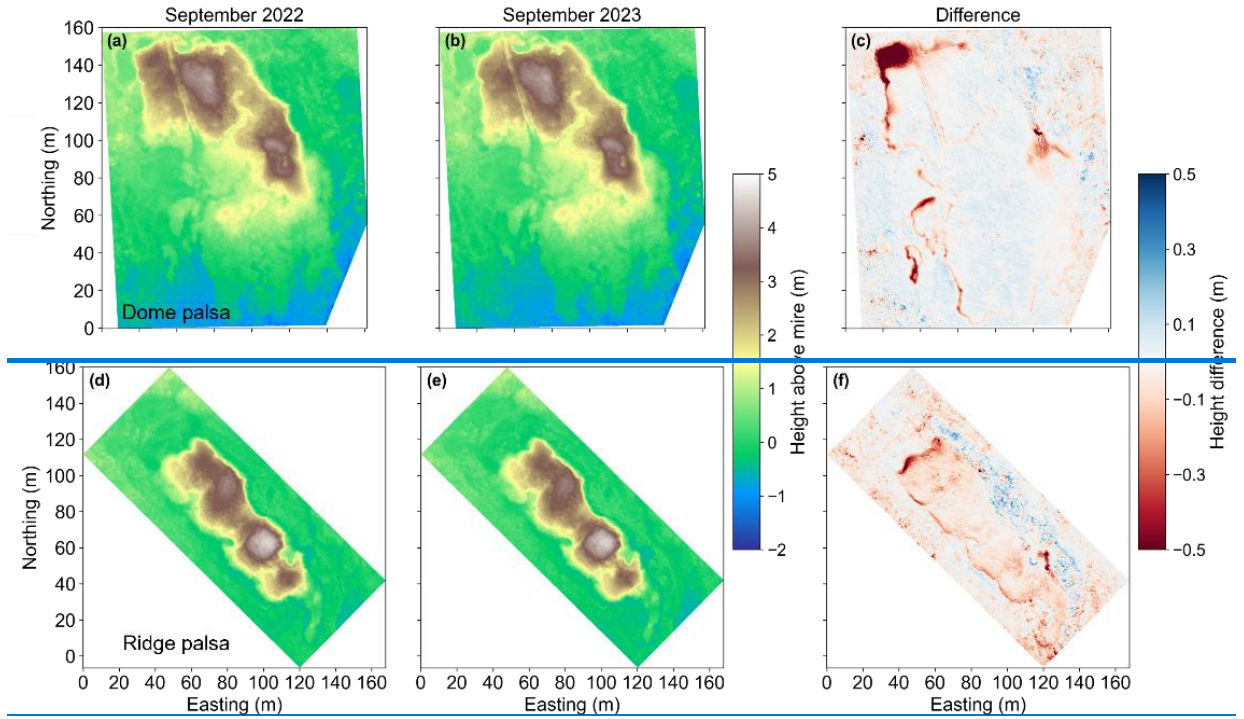 September 2022
September 2023
Difference
(a)
(b)
(c)
160
140
120
100
80
60
40
20
0
Northing (m)
Dome palsa
5
4
3
2
1
0
−1
−2
Height above mire (m)
0.5
0.3
0.1
−0.1
−0.3
−0.5
Height difference (m)
(d)
(e)
(f)
160
140
120
100
80
60
40
20
0
Northing (m)
Ridge palsa
0 20 40 60 80 100 120 140 160
0 20 40 60 80 100 120 140 160
0 20 40 60 80 100 120 140 160
Easting (m)
Easting (m)
Easting (m)